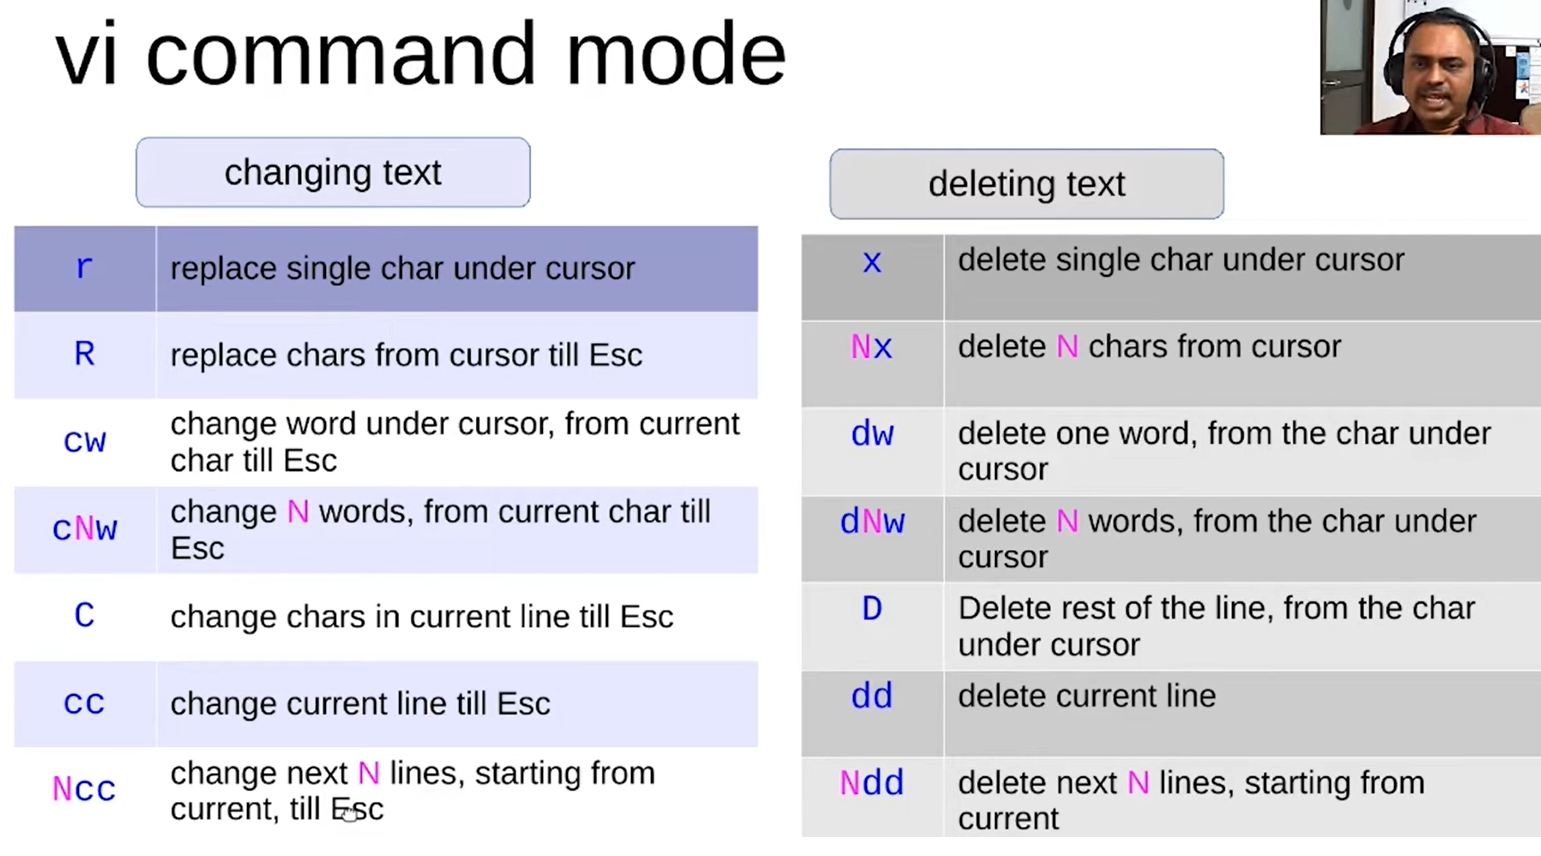 vi command mode
changing text
r replace single char under cursor
R replace chars from cursor till Esc
cw change word under cursor, from current
char till Esc
cNw change N words, from current char till
Esc
C change chars in current line till Esc
cc change current line till Esc
Ncc change next N lines, starting from
current, till Esc
deleting text
x delete single char under cursor
Nx delete N chars from cursor
dw delete one word, from the char under
cursor
dNw delete N words, from the char under
cursor
D Delete rest of the line, from the char
under cursor
dd delete current line
Ndd delete next N lines, starting from
current